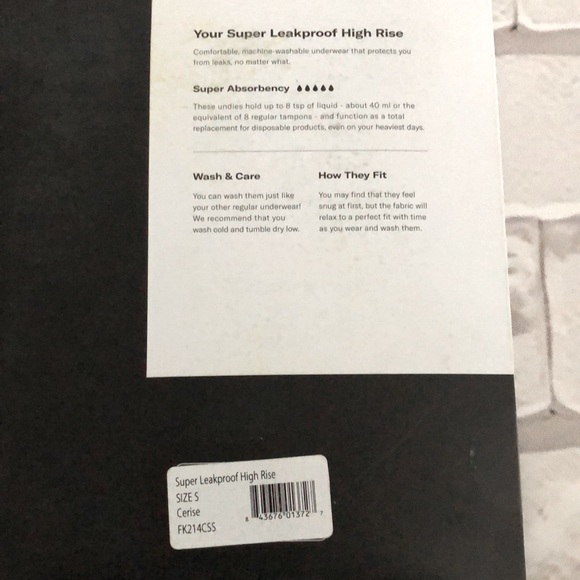 Your Super Leakproof High Rise
Comfortable, machine-washable underwear that protects you
from leaks, no matter what.
Super Absorbency
These undies hold up to 8 tsp of liquid - about 40 ml or the
equivalent of 8 regular tampons - and function as a total
replacement for disposable products, even on your heaviest days.
Wash & Care
You can wash them just like
your other regular underwear!
We recommend that you
wash cold and tumble dry low.
How They Fit
You may find that they feel
snug at first, but the fabric will
relax to a perfect fit with time
as you wear and wash them.
Super Leakproof High Rise
SIZE S
Cerise
FK214CSS
8 43676 01372 7